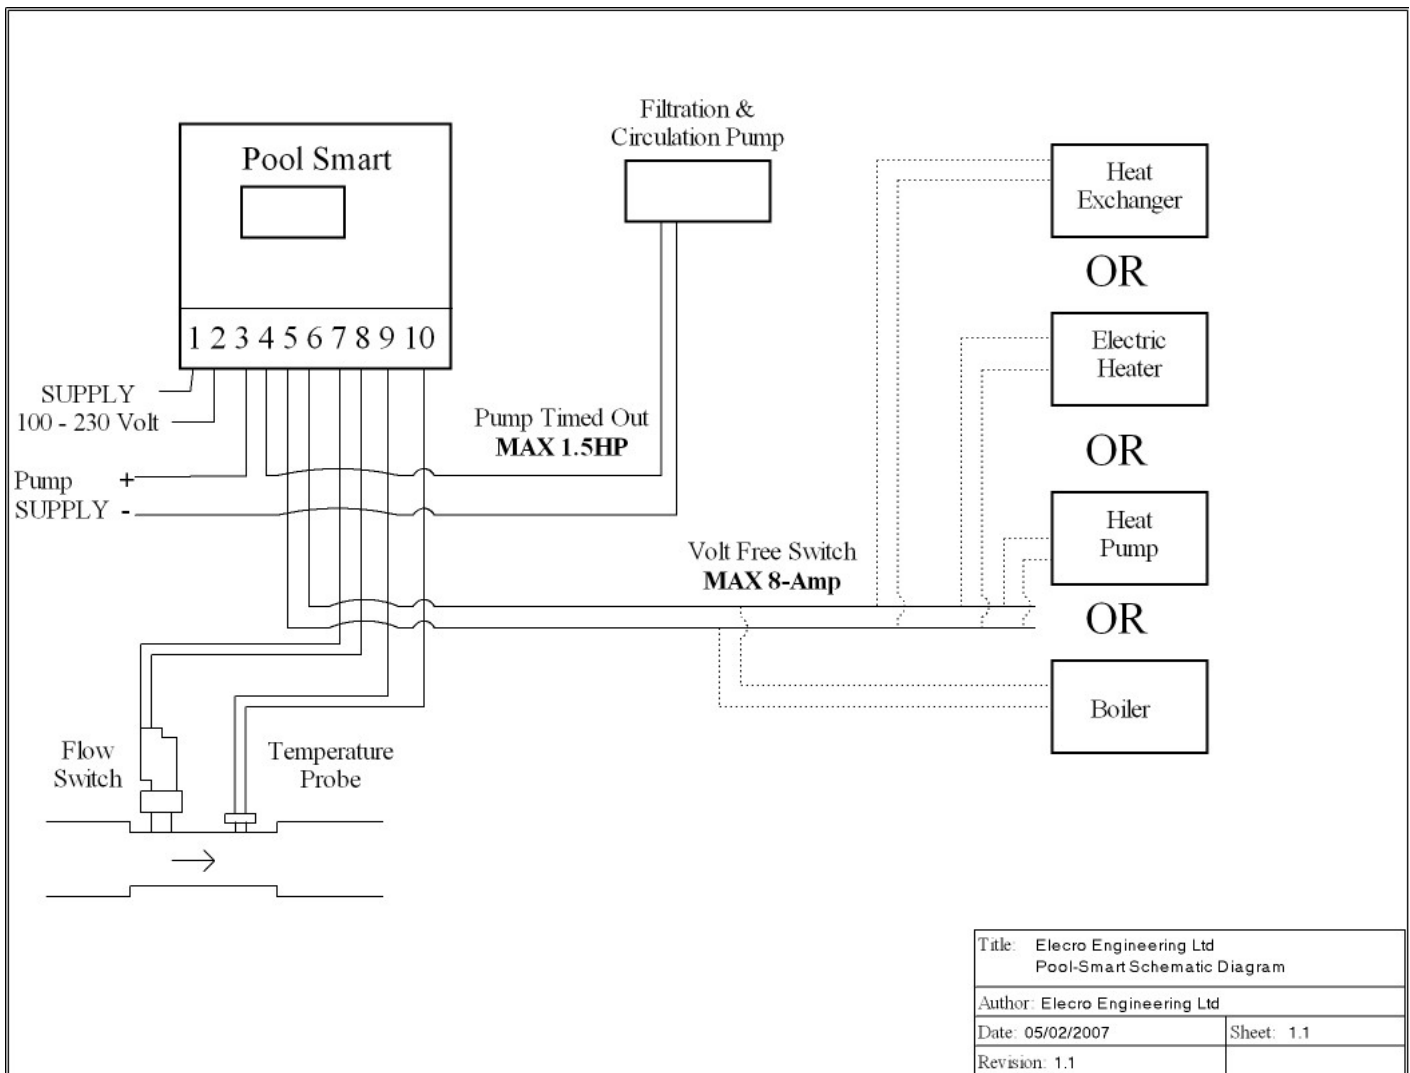 Filtration &
Circulation Pump
Pool Smart
Heat
Exchanger
OR
1 2 3 4 5 6 7 8 9 10
Electric
Heater
SUPPLY
100 - 230 Volt
Pump Timed Out
MAX 1.5HP
OR
Pump +
SUPPLY -
Heat
Pump
Volt Free Switch
MAX 8-Amp
OR
Boiler
Flow
Switch
Temperature
Probe
Title: Elecro Engineering Ltd
Pool-Smart Schematic Diagram
Author: Elecro Engineering Ltd
Date: 05/02/2007 Sheet: 1.1
Revision: 1.1